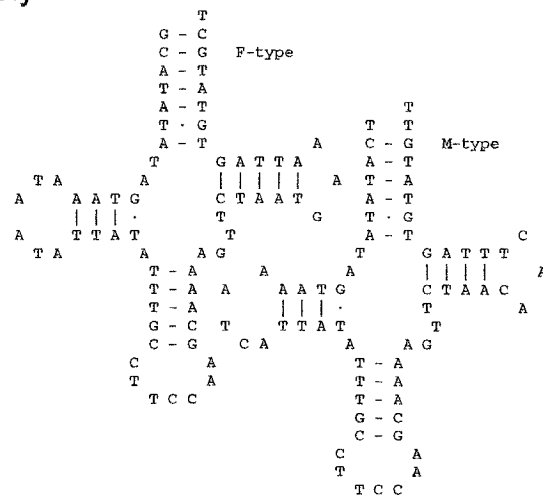 T
G - C
C - G F-type
A - T
T - A
A - T T
T · G T T
A - T A C - G M-type
T G A T T A A - T
T A A | | | | | A T - A
A A A T G C T A A T A - T
| | | · T G T · G
A T T A T T A - T C
T A A A G T G A T T T
T - A A A | | | | A
T - A A A A T G C T A A C
T - A | | | · T A
G - C T T T A T T
C - G C A A A G
C A T - A
T A T - A
T C C T - A
G - C
C - G
C A
T A
T C C